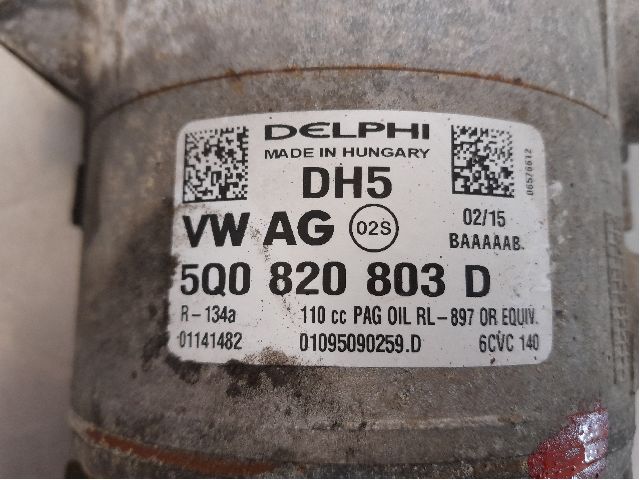 DELPHI
MADE IN HUNGARY
DH5
VW AG 02S
02/15
BAAAAAB.
5Q0 820 803 D
R-134a 110 cc PAG OIL RL-897 OR EQUIV.
01141482 01095090259.D 6CVC 140
06576612